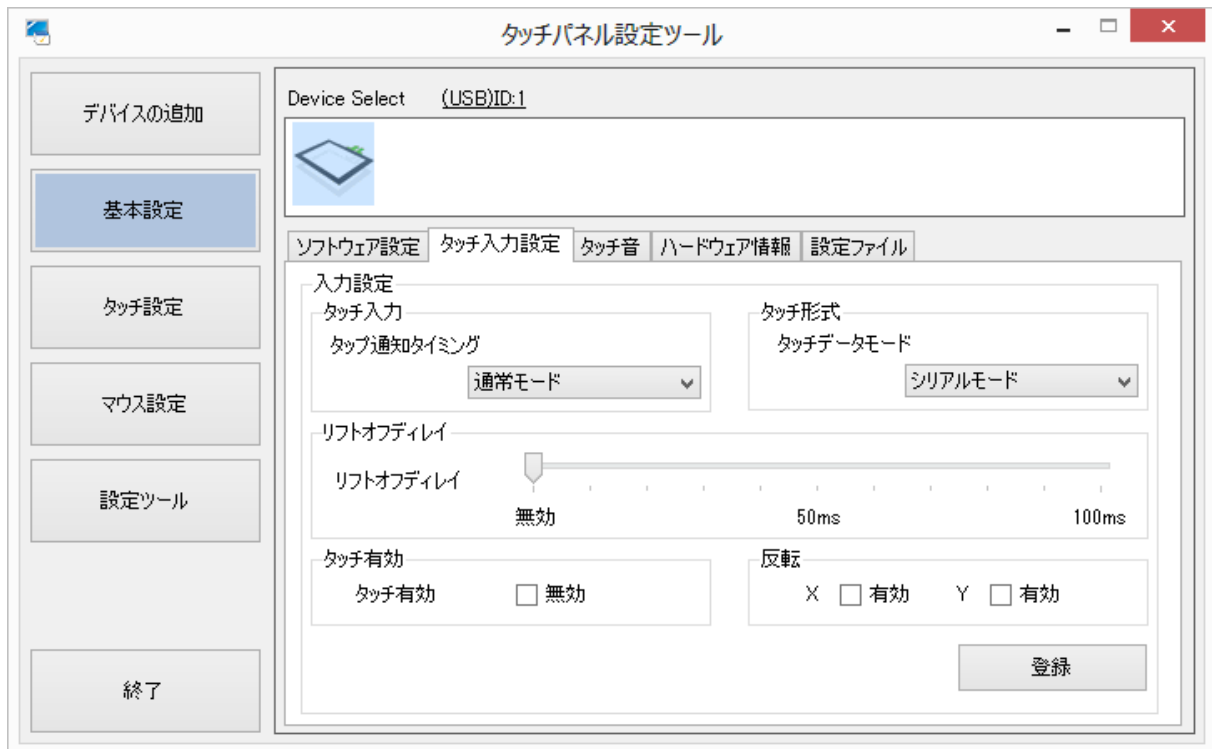 タッチパネル設定ツール
デバイスの追加
基本設定
タッチ設定
マウス設定
設定ツール
終了
Device Select (USB)ID:1
ソフトウェア設定 タッチ入力設定 タッチ音 ハードウェア情報 設定ファイル
入力設定
タッチ入力
タップ通知タイミング
通常モード
タッチ形式
タッチデータモード
シリアルモード
リフトオフディレイ
リフトオフディレイ
無効 50ms 100ms
タッチ有効
タッチ有効 無効
反転
X 有効 Y 有効
登録